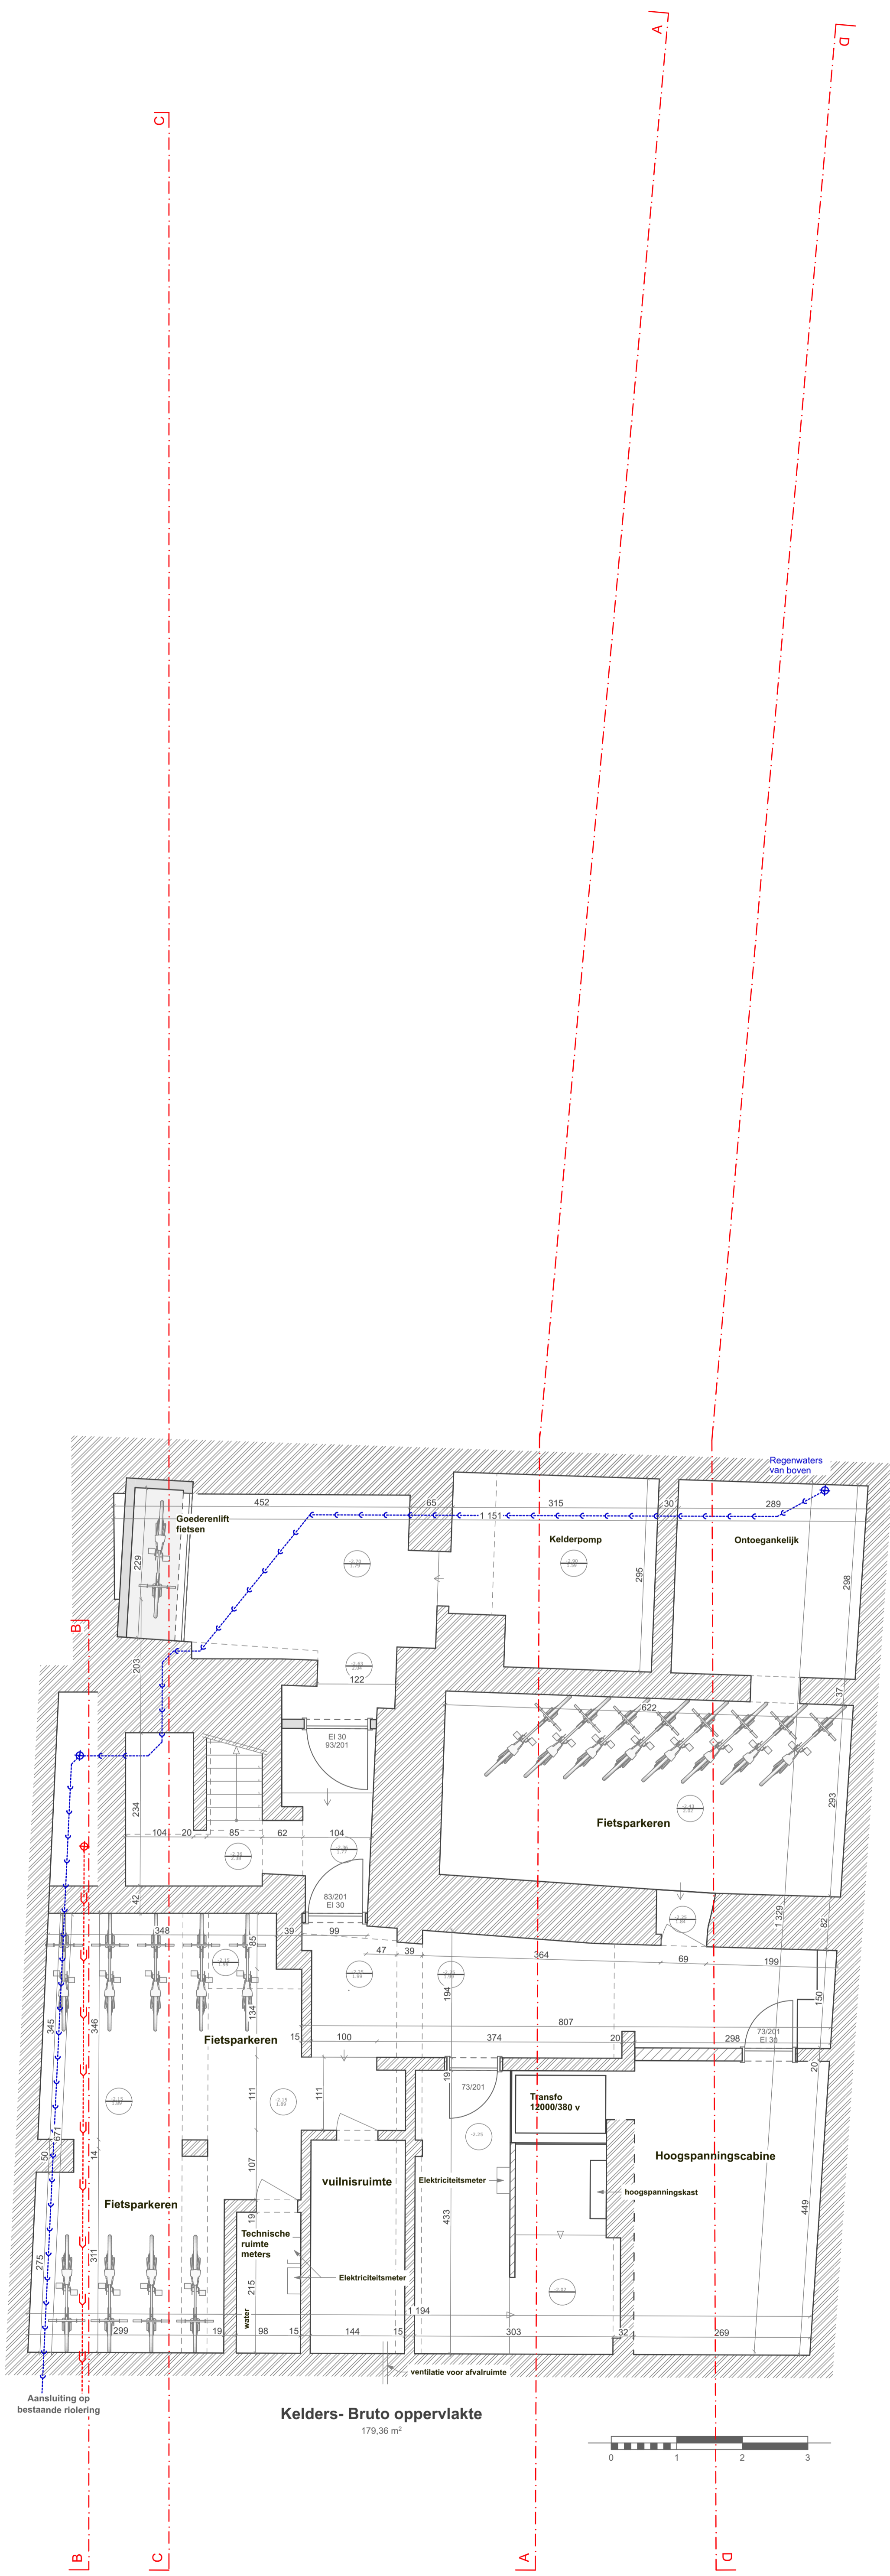 A
D
C
Regenwaters
van boven
452
65
315
30
289
1 151
Goederenlift
fietsen
Kelderpomp
Ontoegankelijk
229
295
298
B
203
122
37
622
EI 30
93/201
234
293
Fietsparkeren
104
20
85
62
104
42
83/201
EI 30
1 329
82
348
39
99
85
47
39
364
69
199
194
150
134
345
346
807
Fietsparkeren
15
100
374
20
298
73/201
EI 30
20
19
111
111
73/201
Transfo
12000/380 v
-2.25
671
50
14
107
Hoogspanningscabine
vuilnisruimte
Elektriciteitsmeter
hoogspanningskast
Fietsparkeren
19
433
449
Technische
ruimte
meters
275
311
215
Elektriciteitsmeter
water
1 194
299
19
98
15
144
15
303
32
269
ventilatie voor afvalruimte
Aansluiting op
bestaande riolering
Kelders- Bruto oppervlakte
179,36 m²
0
1
2
3
B
C
A
D